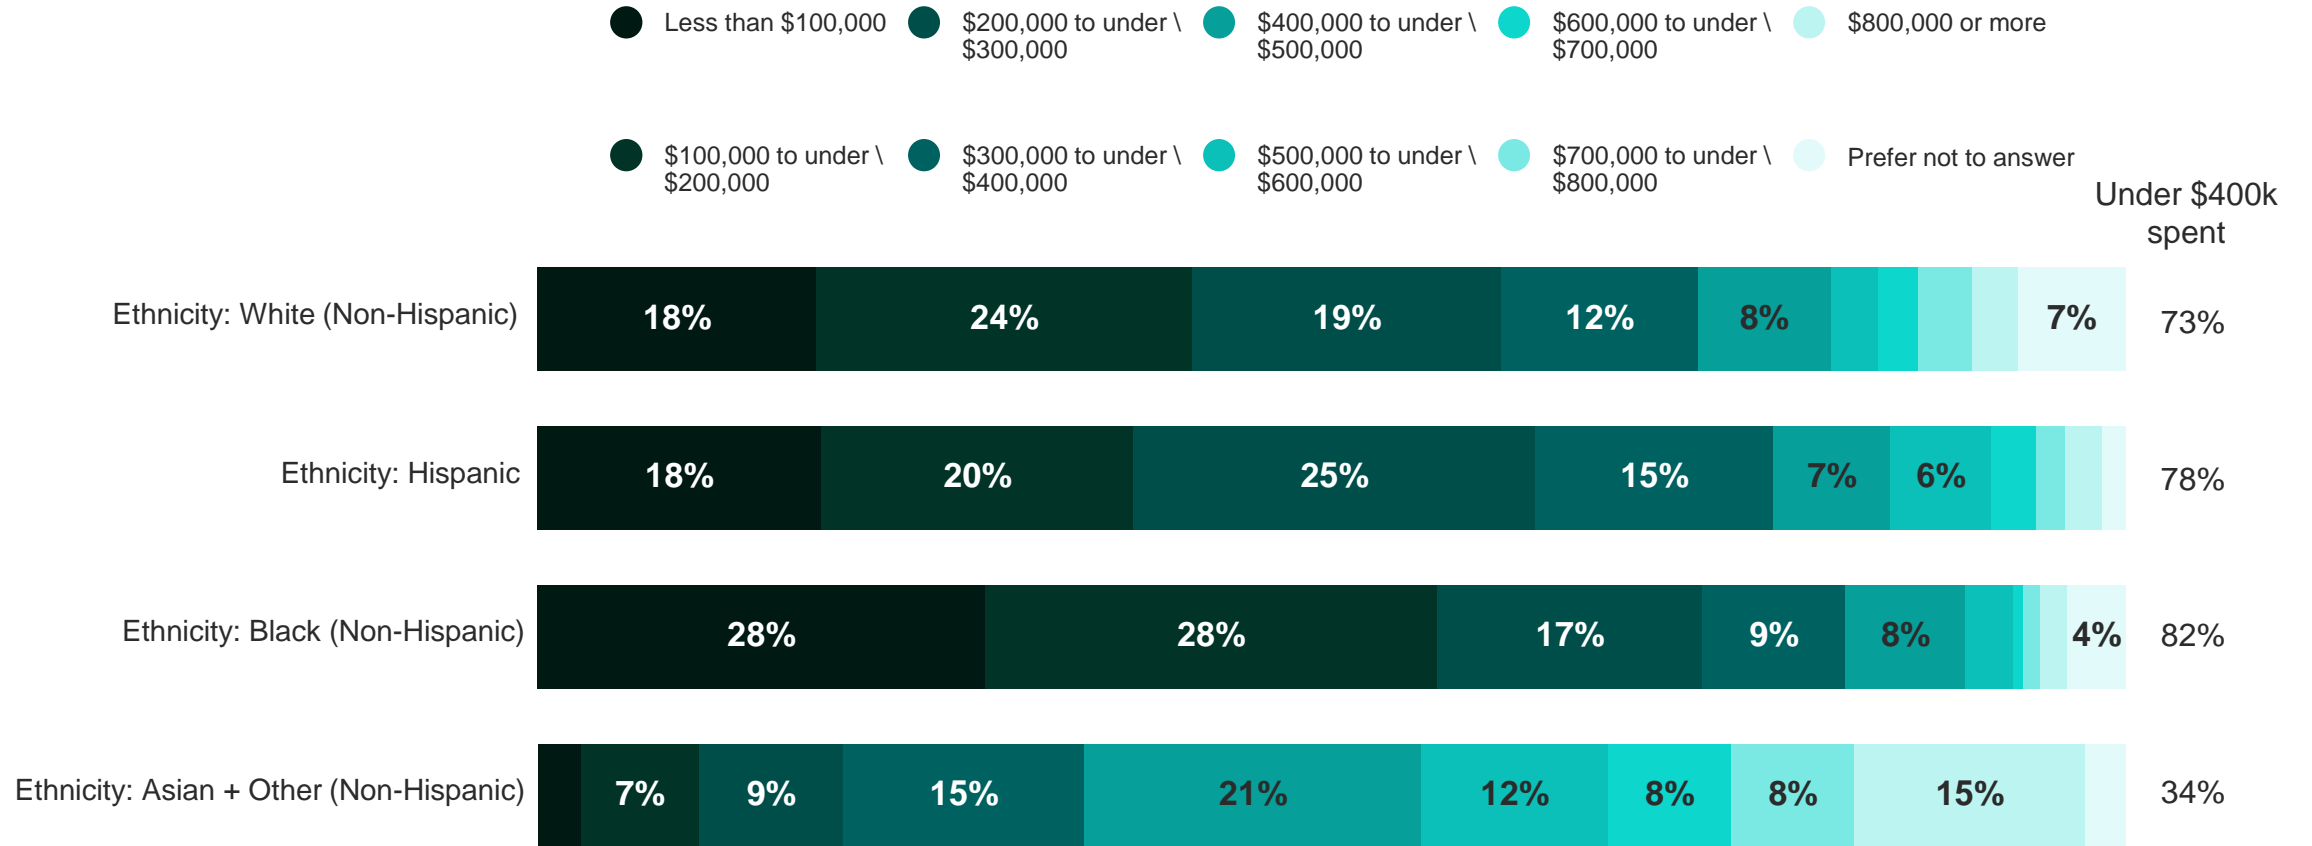 Less than $100,000
$200,000 to under \
$300,000
$400,000 to under \
$500,000
$600,000 to under \
$700,000
$800,000 or more
$100,000 to under \
$200,000
$300,000 to under \
$400,000
$500,000 to under \
$600,000
$700,000 to under \
$800,000
Prefer not to answer
Under $400k
spent
Ethnicity: White (Non-Hispanic) 18% 24% 19% 12% 8% 7% 73%
Ethnicity: Hispanic 18% 20% 25% 15% 7% 6% 78%
Ethnicity: Black (Non-Hispanic) 28% 28% 17% 9% 8% 4% 82%
Ethnicity: Asian + Other (Non-Hispanic) 7% 9% 15% 21% 12% 8% 8% 15% 34%